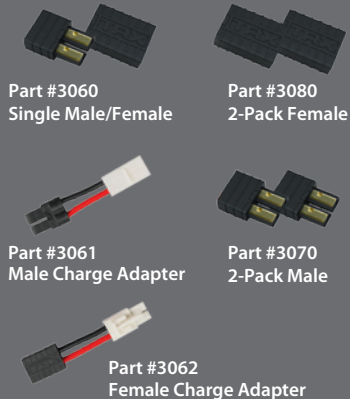 Part #3060
Single Male/Female
Part #3080
2-Pack Female
Part #3061
Male Charge Adapter
Part #3070
2-Pack Male
Part #3062
Female Charge Adapter